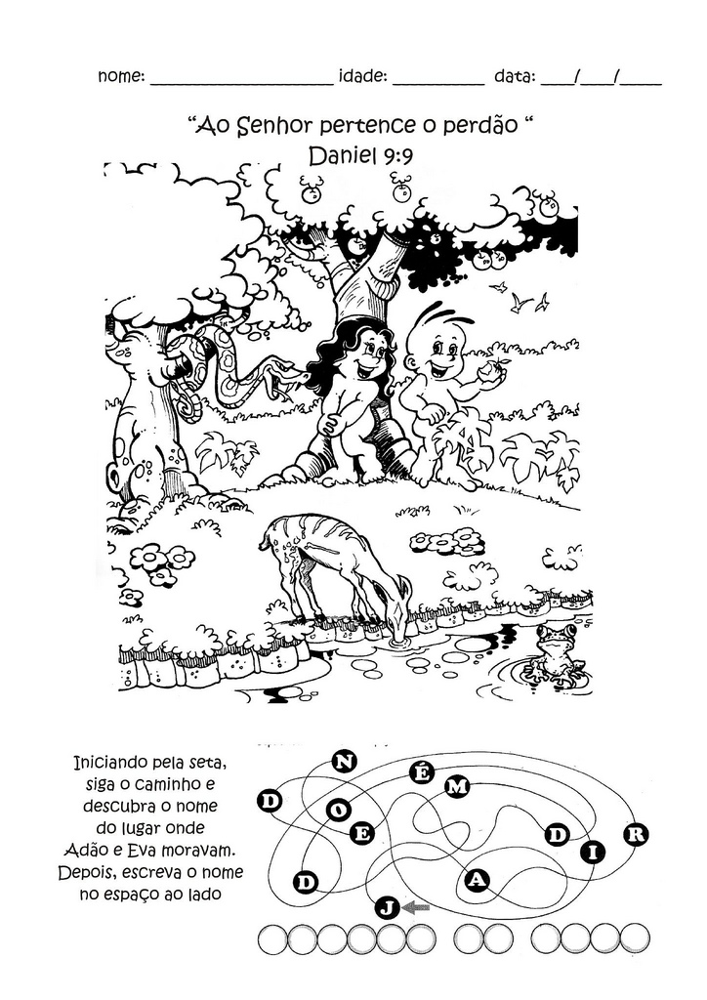 nome: ____________________ idade: __________ data: ____/____/_____
“Ao Senhor pertence o perdão “
Daniel 9:9
Iniciando pela seta,
siga o caminho e
descubra o nome
do lugar onde
Adão e Eva moravam.
Depois, escreva o nome
no espaço ao lado
N
É
M
D
O
E
D
R
I
D
A
J